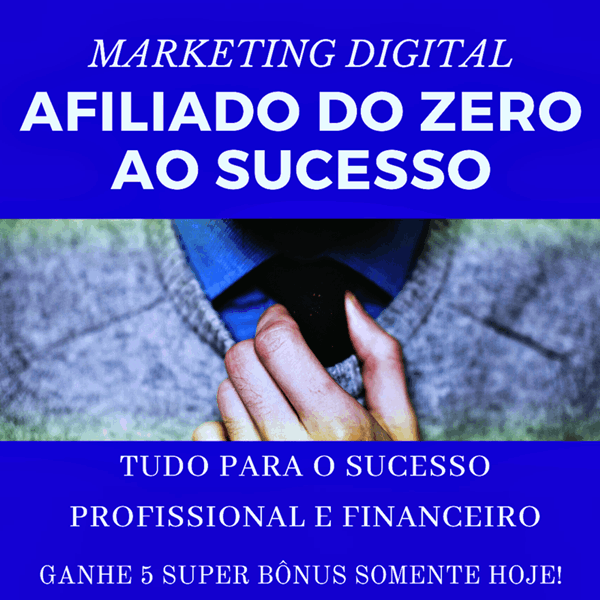 MARKETING DIGITAL
AFILIADO DO ZERO
AO SUCESSO
TUDO PARA O SUCESSO
PROFISSIONAL E FINANCEIRO
GANHE 5 SUPER BÔNUS SOMENTE HOJE!